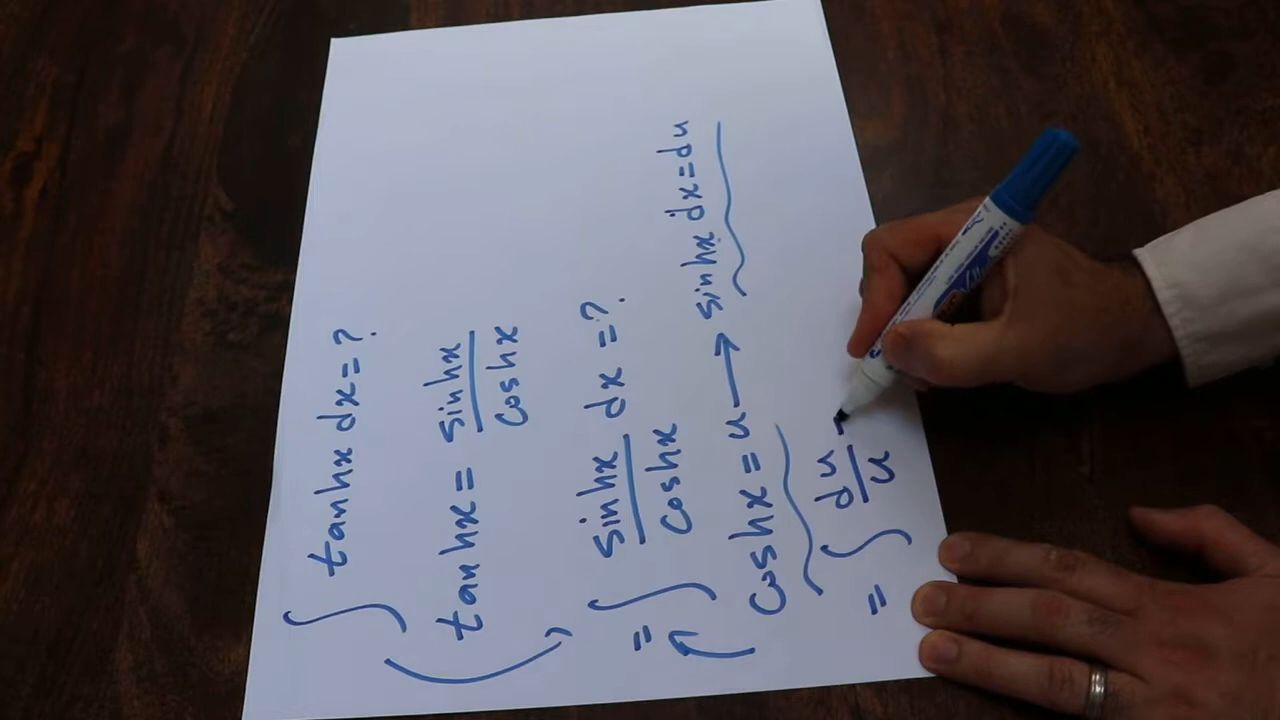 ∫ tanhx dx = ?
tanhx = sinhx / coshx
= ∫ sinhx / coshx dx = ?
coshx = u → sinhx dx = du
= ∫ du / u